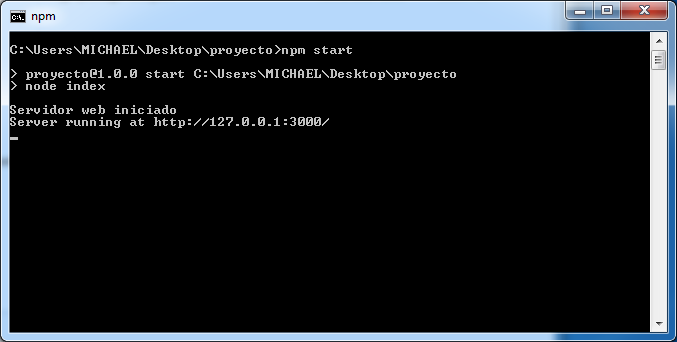 npm
C:\Users\MICHAEL\Desktop\proyecto>npm start
> proyecto@1.0.0 start C:\Users\MICHAEL\Desktop\proyecto
> node index
Servidor web iniciado
Server running at http://127.0.0.1:3000/